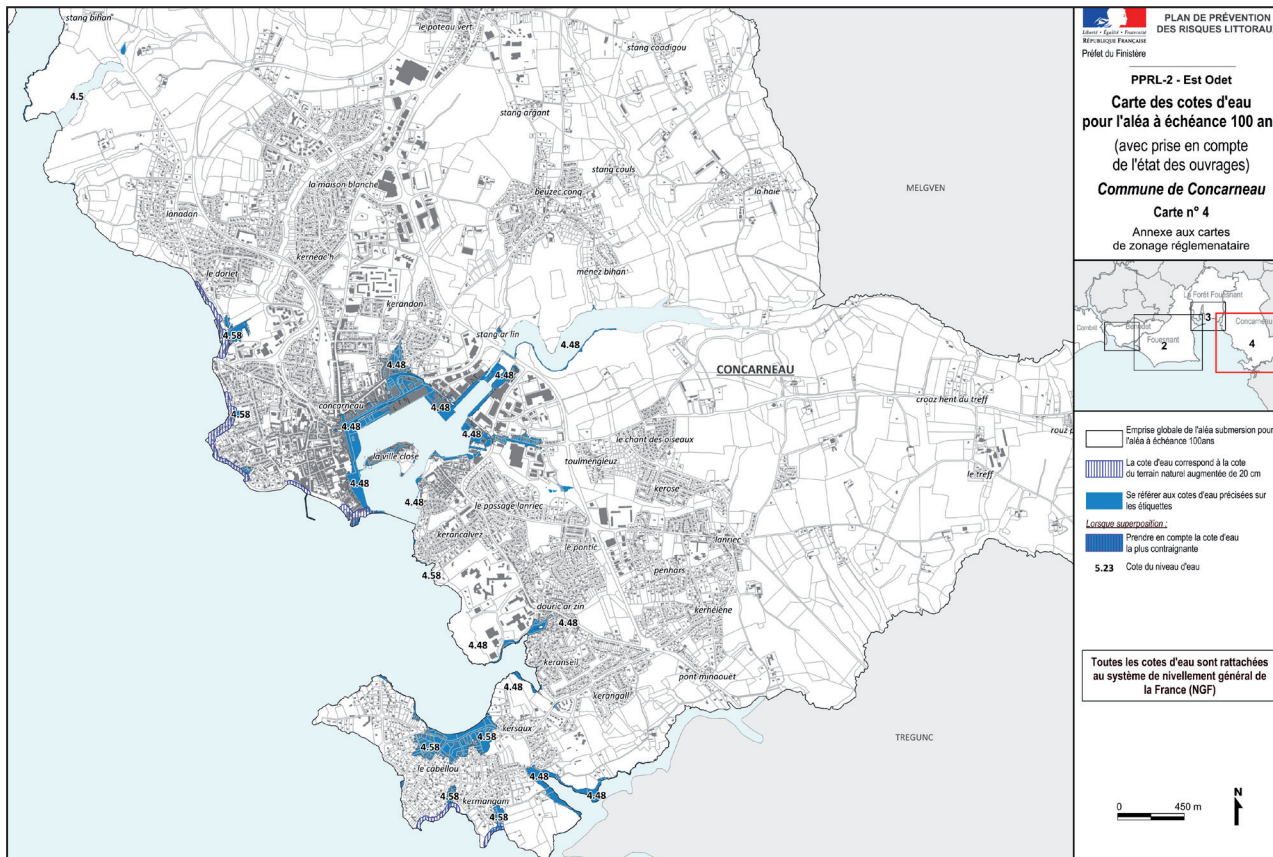 stang bihan
le poteau vert
stang coadigou
4.5
stang argant
la maison blanche
stang couls
beuzec conq
la haie
MELGVEN
lanadan
kerneac'h
le dorlet
menez bihan
kerandon
4.58
stang ar lin
4.48
4.48
4.48
CONCARNEAU
concarneau
4.58
4.48
4.48
4.48
croaz hent du treff
le chant des oiseaux
la ville close
toulmengleuz
le treff
4.48
4.48
kerose
le passage lanriec
kerancalvez
le pontic
lanriec
4.58
penhars
douric ar zin
kerhélène
4.48
4.48
keranseil
pont minaouët
4.48
kerangall
kersaux
4.58
4.58
TREGUNC
le cabellou
4.48
4.48
4.58
kermangam
4.58
Liberté • Égalité • Fraternité
RÉPUBLIQUE FRANÇAISE
Préfet du Finistère
PLAN DE PRÉVENTION
DES RISQUES LITTORAU
PPRL-2 - Est Odet
Carte des cotes d'eau
pour l'aléa à échéance 100 an
(avec prise en compte
de l'état des ouvrages)
Commune de Concarneau
Carte n° 4
Annexe aux cartes
de zonage réglemenataire
La Forêt Fouesnant
3
Concarneau
Combrit
Bénodet
Fouesnant
2
4
Emprise globale de l'aléa submersion pour
l'aléa à échéance 100ans
La cote d'eau correspond à la cote
du terrain naturel augmentée de 20 cm
Se référer aux cotes d'eau précisées sur
les étiquettes
Lorsque superposition :
Prendre en compte la cote d'eau
la plus contraignante
5.23 Cote du niveau d'eau
Toutes les cotes d'eau sont rattachées
au système de nivellement général de
la France (NGF)
0 450 m
N